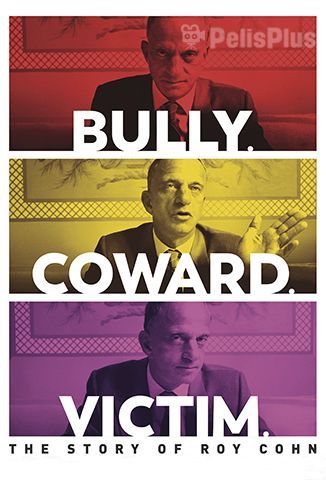 PelisPlus
BULLY.
COWARD.
VICTIM.
THE STORY OF ROY COHN